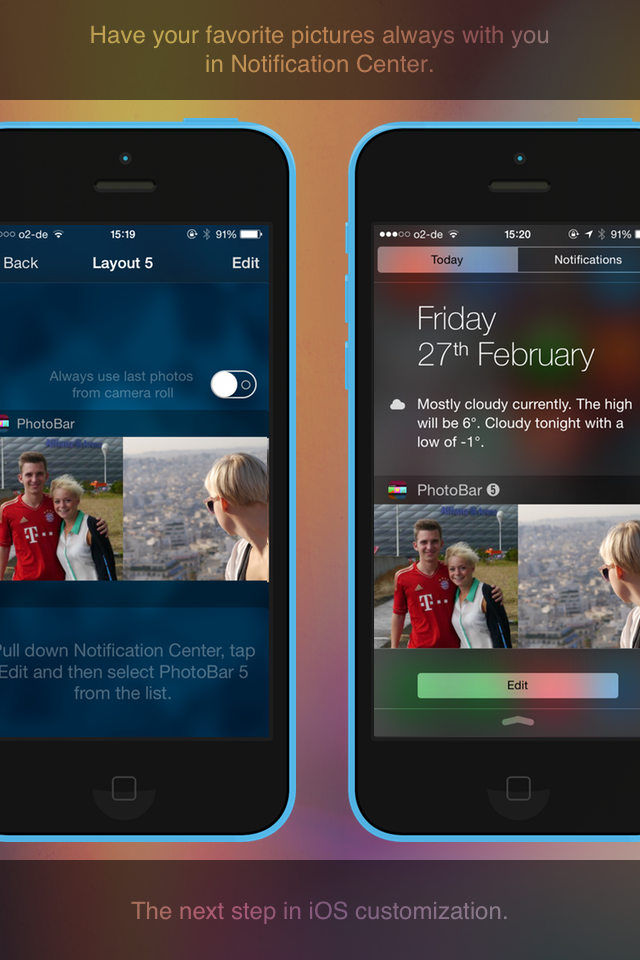 Have your favorite pictures always with you
in Notification Center.
o2-de 15:19 91%
Back Layout 5 Edit
Always use last photos
from camera roll
PhotoBar
T
Pull down Notification Center, tap
Edit and then select PhotoBar 5
from the list.
o2-de 15:20 91%
Today Notifications
Friday
27th February
Mostly cloudy currently. The high
will be 6°. Cloudy tonight with a
low of -1°.
PhotoBar 5
T
Edit
The next step in iOS customization.